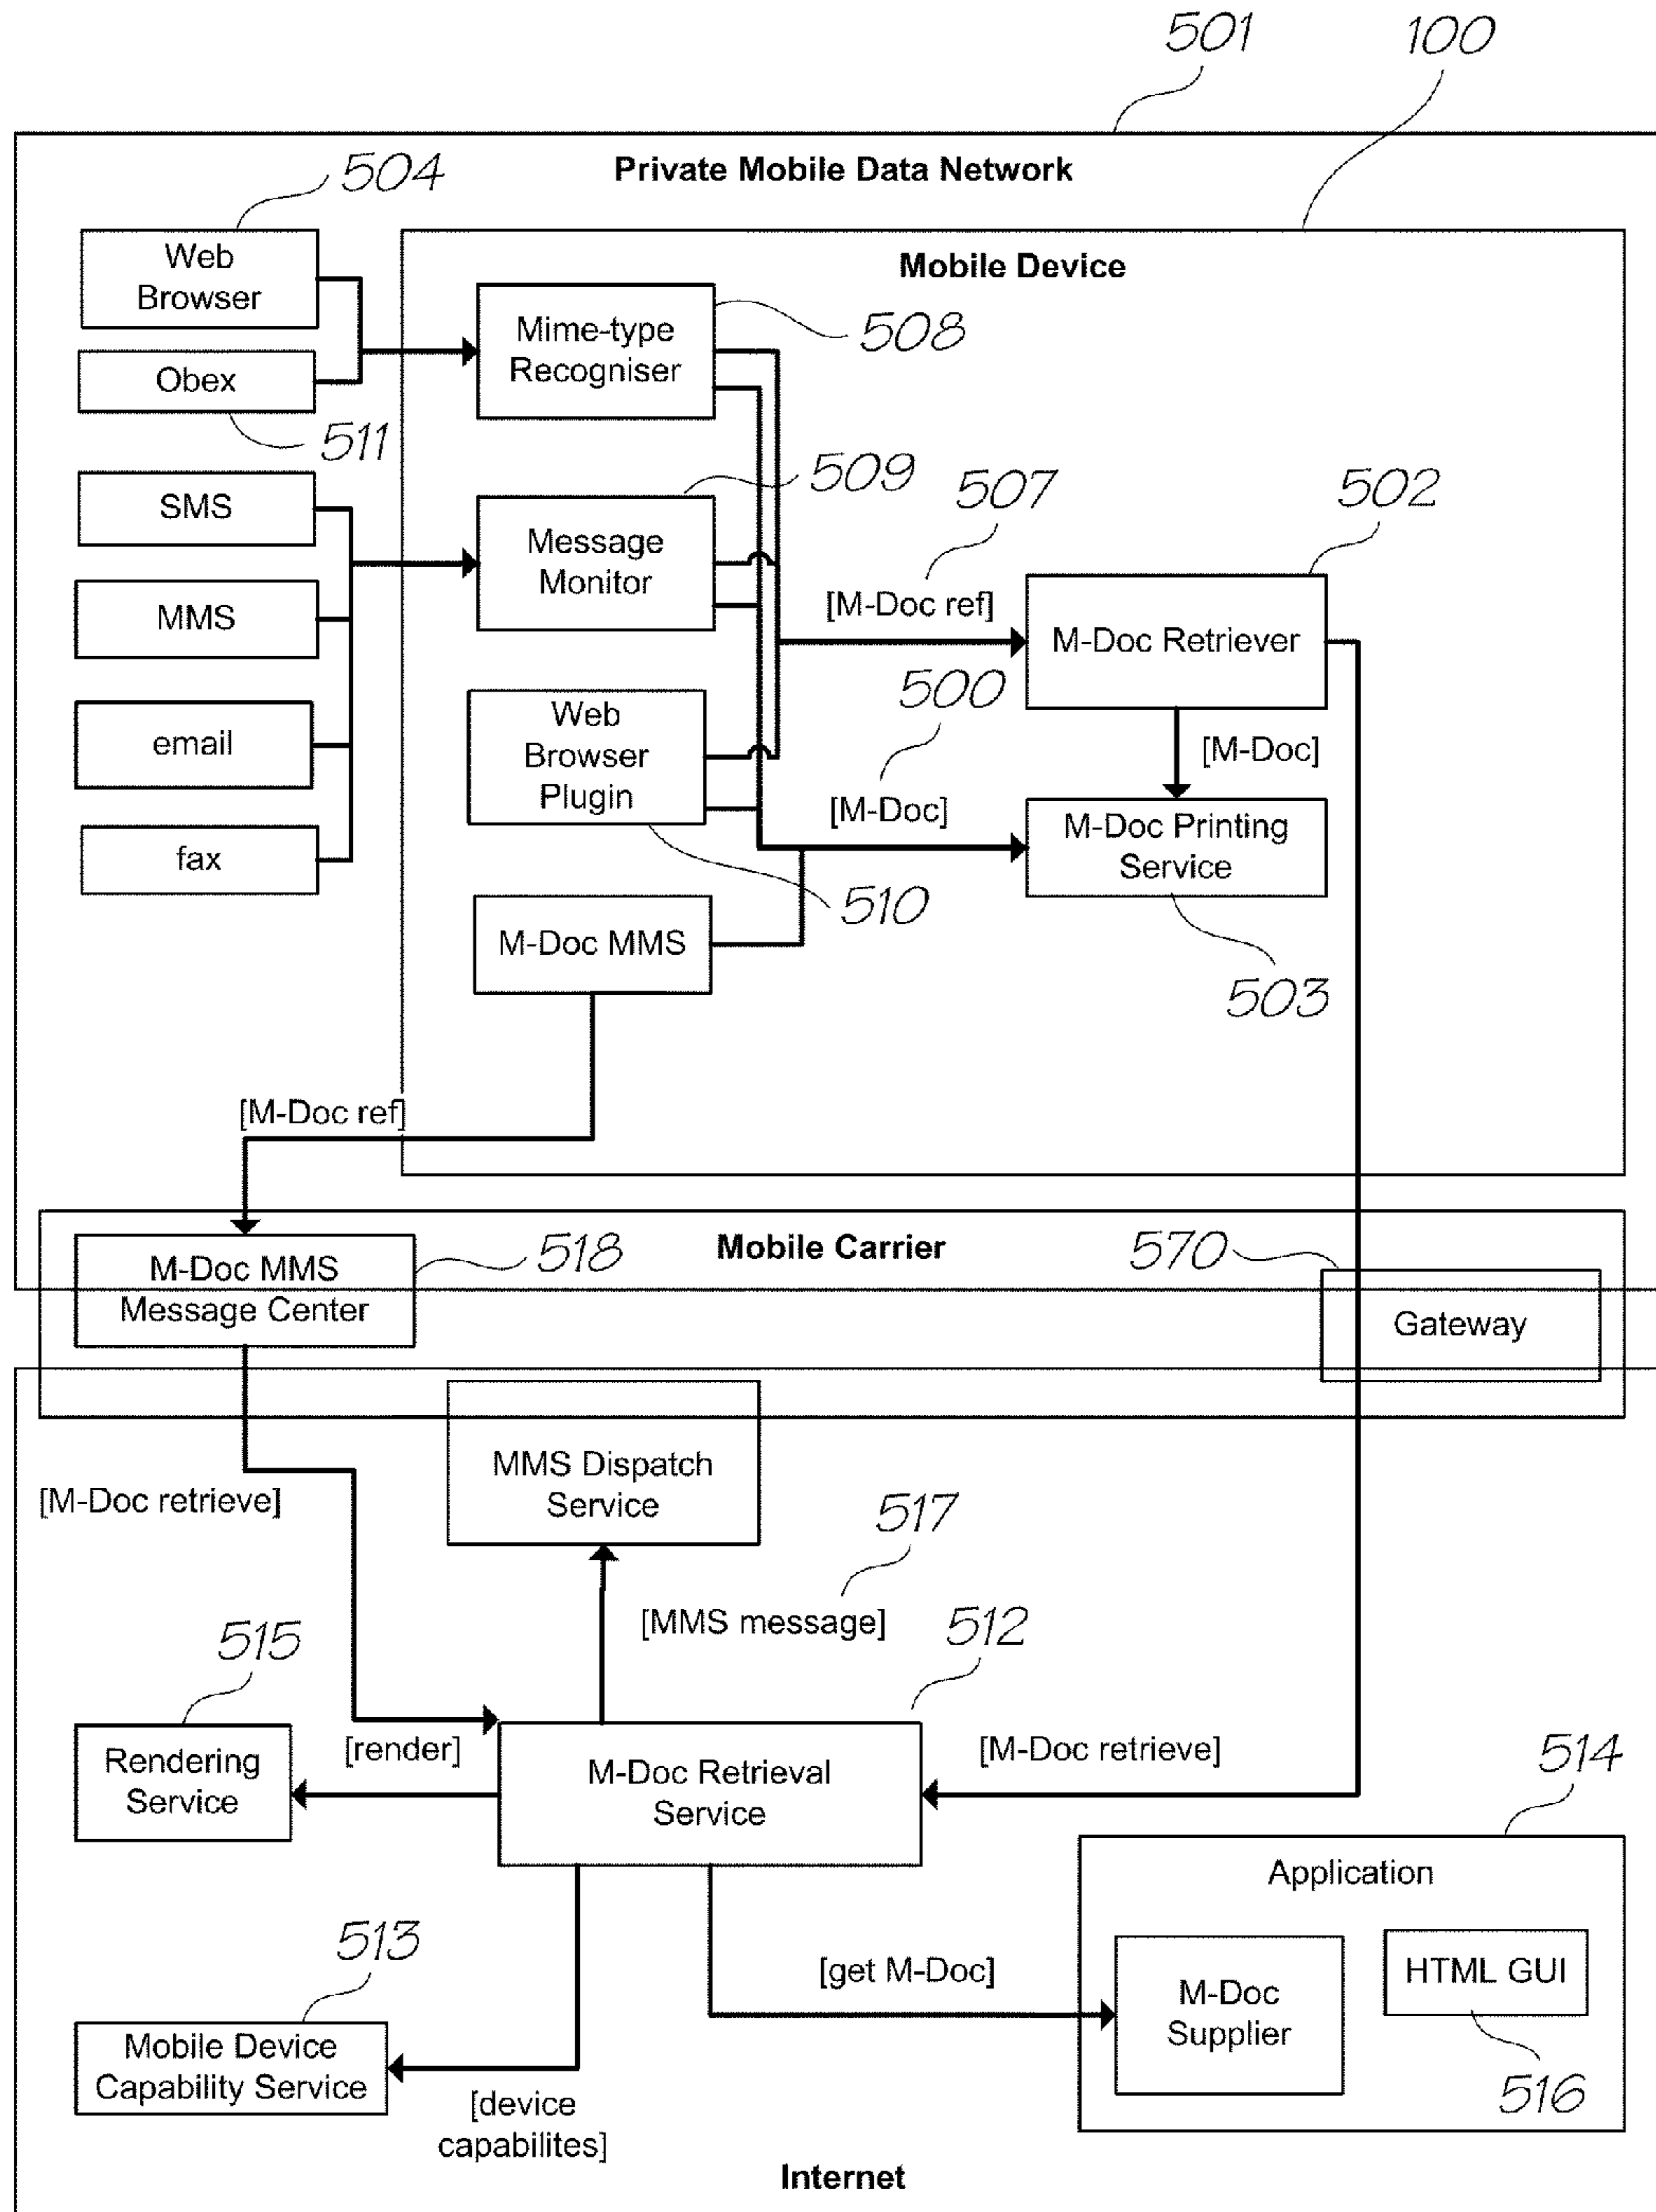 501
100
Private Mobile Data Network
504
Web
Browser
Mobile Device
Mime-type
Recogniser
508
Obex
511
SMS
509
507
502
Message
Monitor
MMS
[M-Doc ref]
M-Doc Retriever
500
Web
Browser
Plugin
email
[M-Doc]
[M-Doc]
M-Doc Printing
Service
fax
510
M-Doc MMS
503
[M-Doc ref]
M-Doc MMS
Message Center
518
Mobile Carrier
570
Gateway
MMS Dispatch
Service
[M-Doc retrieve]
517
[MMS message]
515
512
Rendering
Service
[render]
M-Doc Retrieval
Service
[M-Doc retrieve]
514
Application
513
[get M-Doc]
M-Doc
Supplier
HTML GUI
516
Mobile Device
Capability Service
[device
capabilites]
Internet